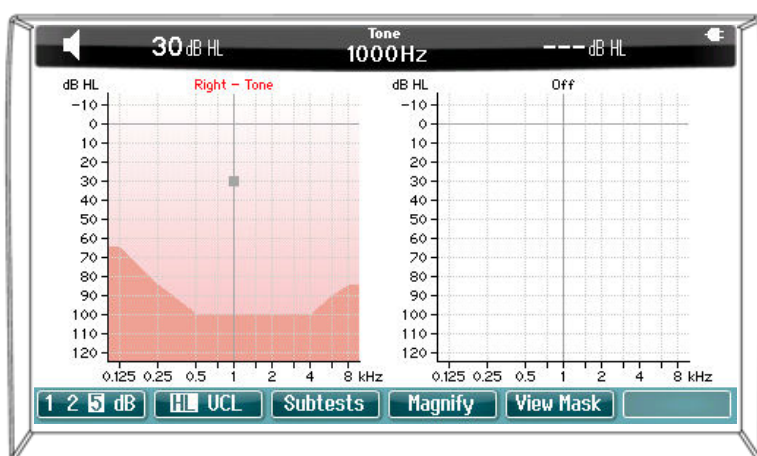 30 dB HL
Tone
1000Hz
--- dB HL
dB HL
Right - Tone
-10
0
10
20
30
40
50
60
70
80
90
100
110
120
0.125 0.25 0.5 1 2 4 8 kHz
dB HL
Off
-10
0
10
20
30
40
50
60
70
80
90
100
110
120
0.125 0.25 0.5 1 2 4 8 kHz
1 2 5 dB
HL UCL
Subtests
Magnify
View Mask